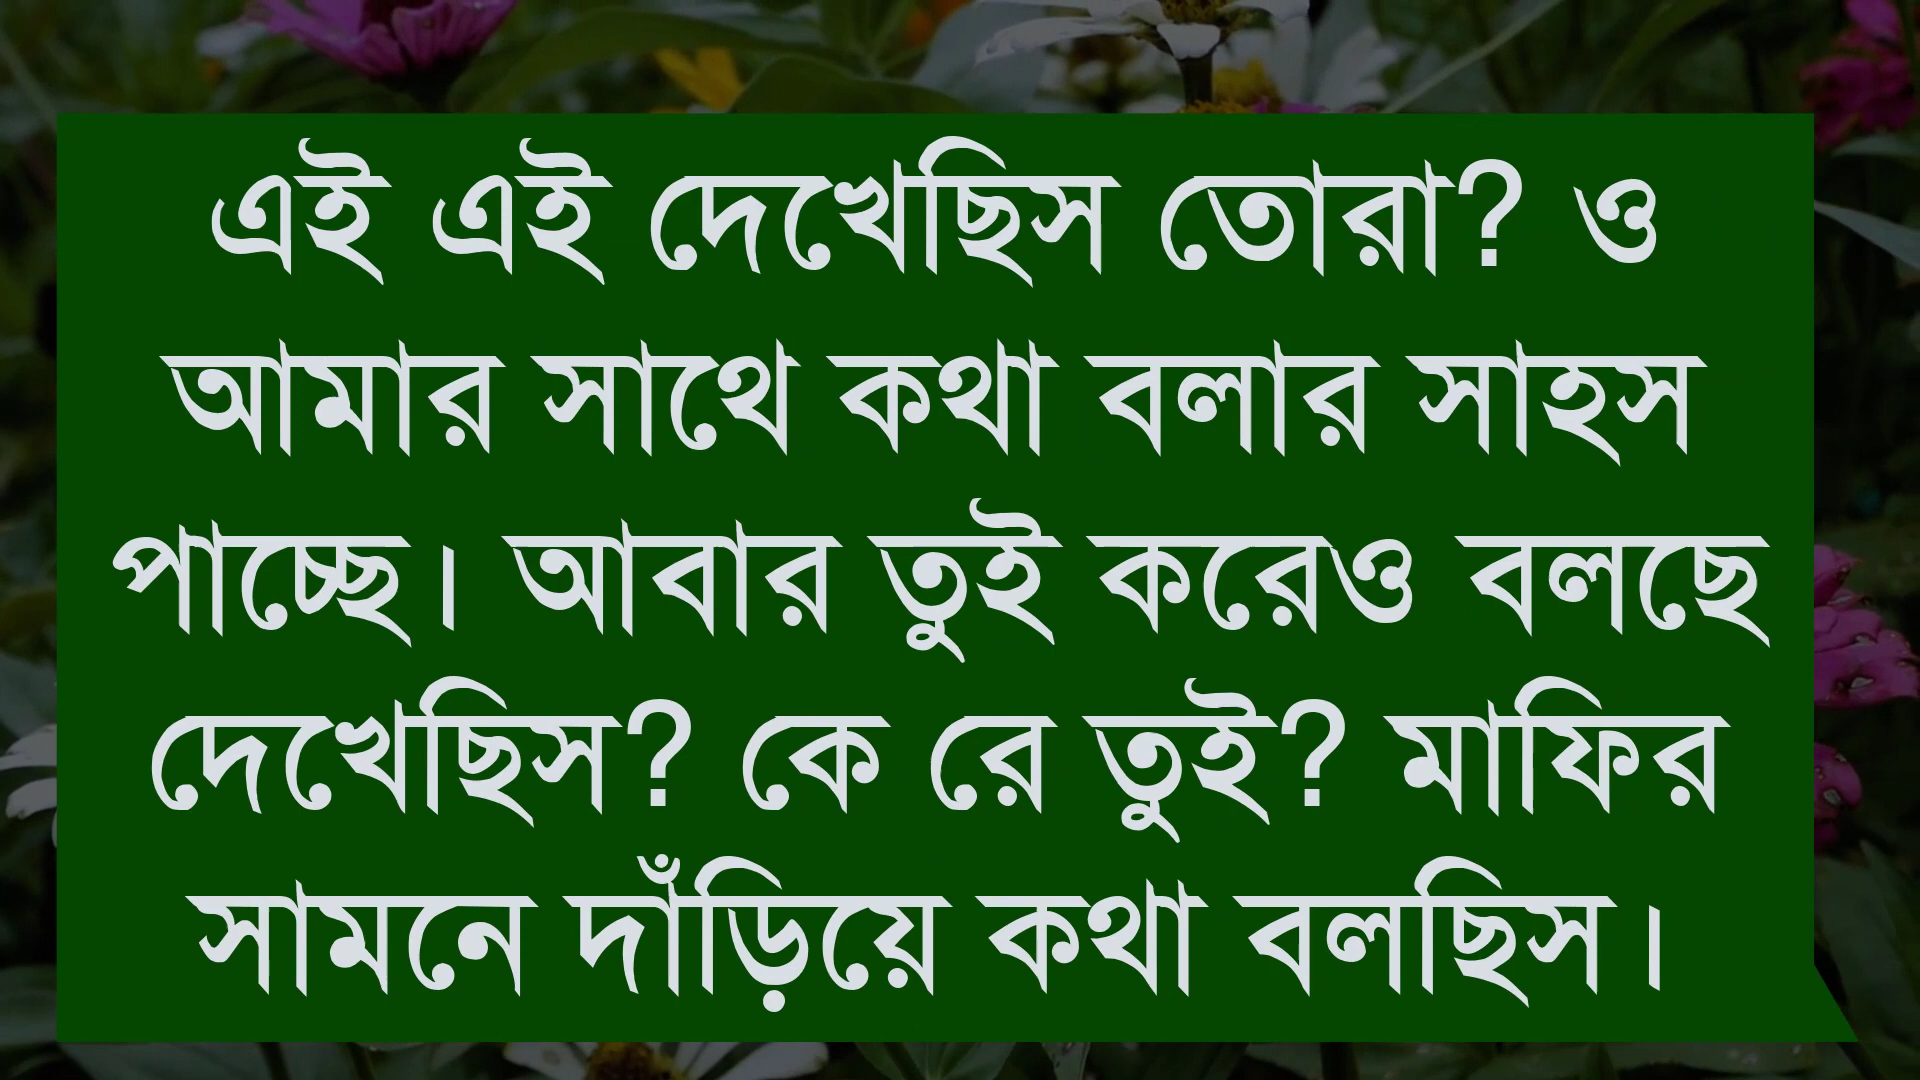 এই এই দেখেছিস তোরা? ও
আমার সাথে কথা বলার সাহস
পাচ্ছে। আবার তুই করেও বলছে
দেখেছিস? কে রে তুই? মাফির
সামনে দাঁড়িয়ে কথা বলছিস।